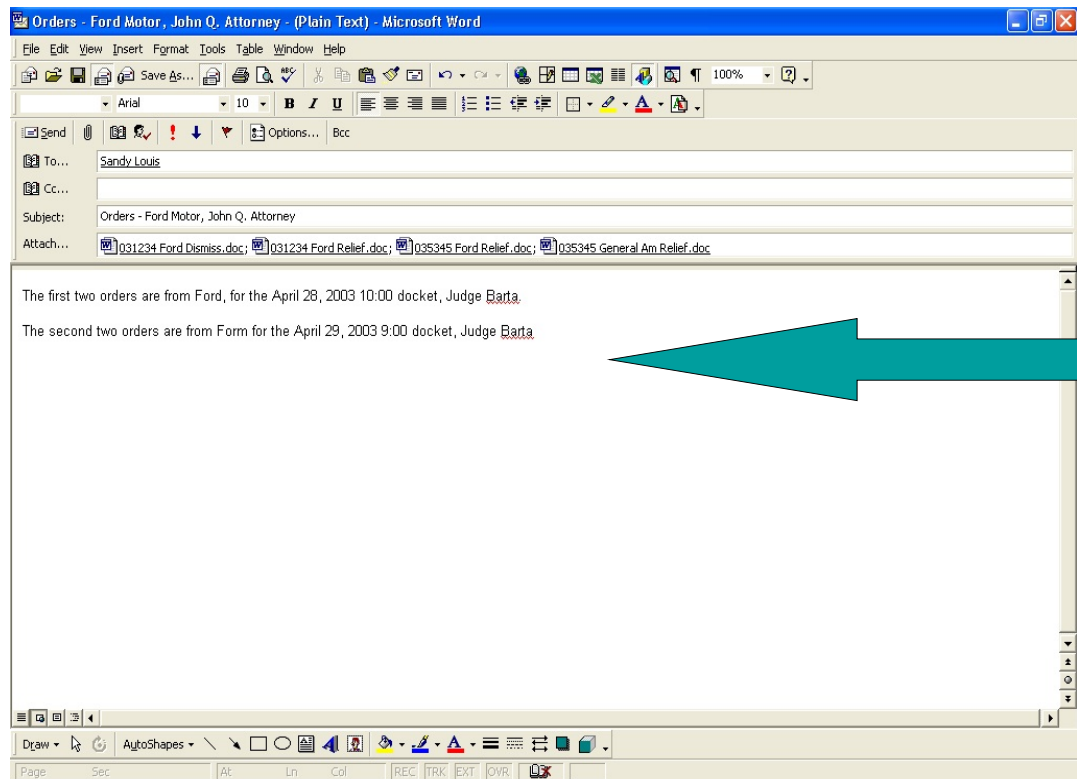 Orders - Ford Motor, John Q. Attorney - (Plain Text) - Microsoft Word
File Edit View Insert Format Tools Table Window Help
Save As... ABC 100%
Arial 10 B I U A
Send Options... Bcc
To... Sandy Louis
Cc...
Subject: Orders - Ford Motor, John Q. Attorney
Attach... 031234 Ford Dismiss.doc; 031234 Ford Relief.doc; 035345 Ford Relief.doc; 035345 General Am Relief.doc
The first two orders are from Ford, for the April 28, 2003 10:00 docket, Judge Barta.
The second two orders are from Form for the April 29, 2003 9:00 docket, Judge Barta
Draw AutoShapes A A
Page Sec At Ln Col REC TRK EXT OVR